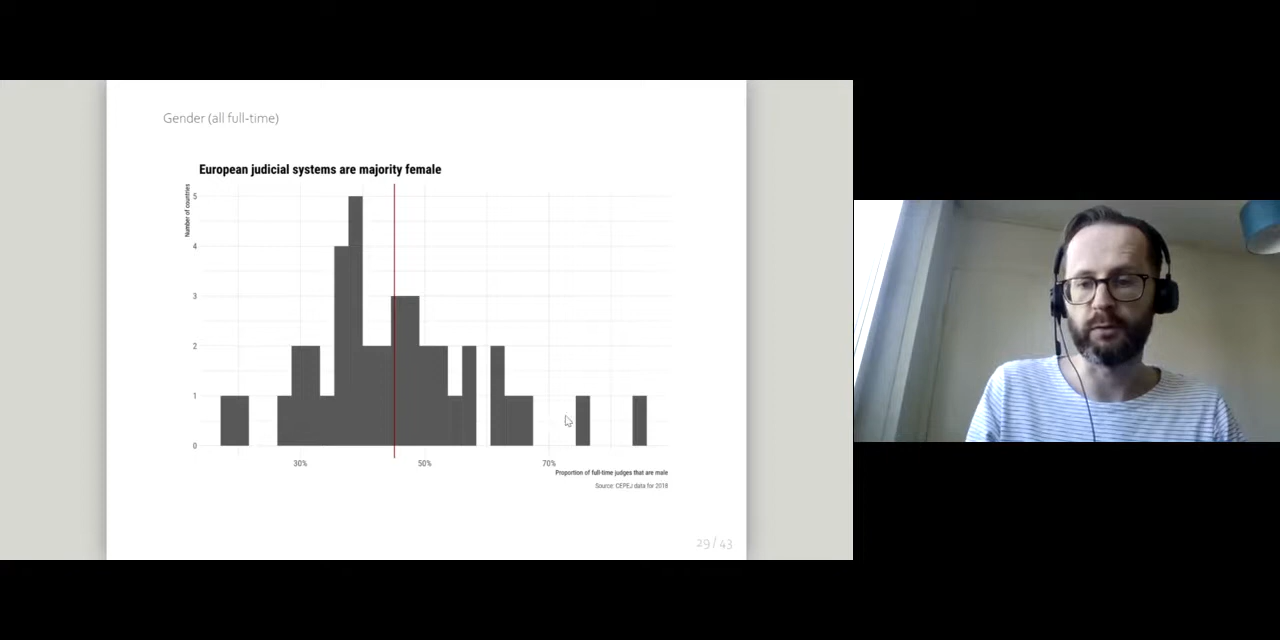 Gender (all full-time)
European judicial systems are majority female
Number of countries
5
4
3
2
1
0
30%
50%
70%
Proportion of full-time judges that are male
Source: CEPEJ data for 2018
29 / 43